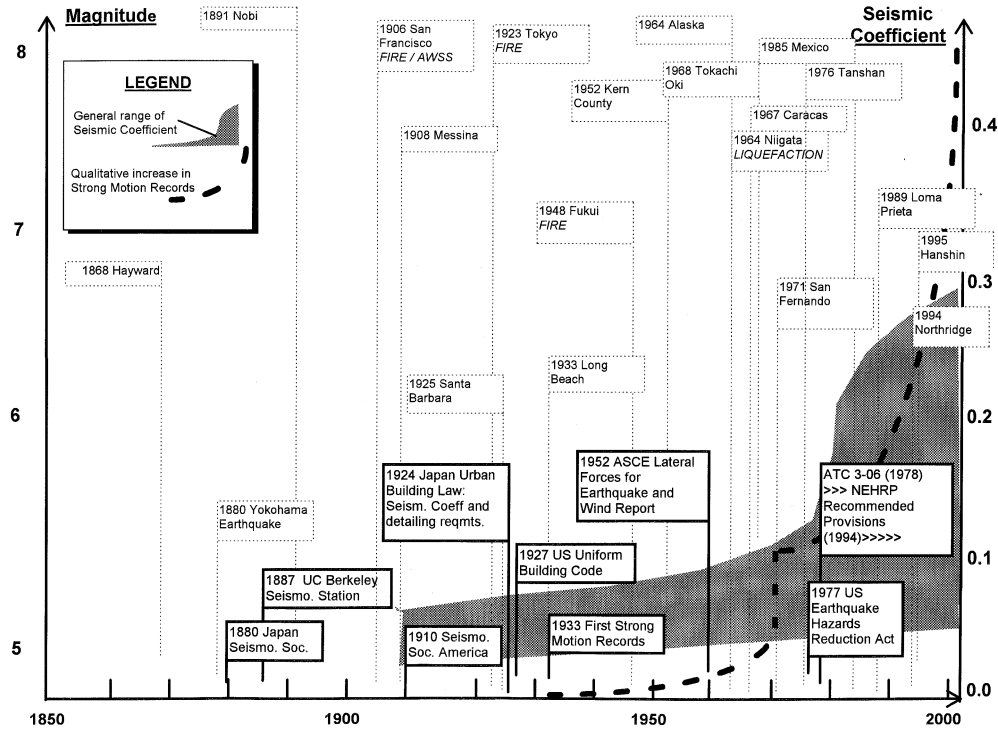 Magnitude
Seismic
Coefficient
8
7
6
5
LEGEND
General range of
Seismic Coefficient
Qualitative increase in
Strong Motion Records
1891 Nobi
1906 San
Francisco
FIRE / AWSS
1923 Tokyo
FIRE
1964 Alaska
1985 Mexico
1968 Tokachi
Oki
1976 Tanshan
1952 Kern
County
1967 Caracas
1908 Messina
1964 Niigata
LIQUEFACTION
1948 Fukui
FIRE
1989 Loma
Prieta
1995
Hanshin
1868 Hayward
1971 San
Fernando
1994
Northridge
1933 Long
Beach
1925 Santa
Barbara
1880 Yokohama
Earthquake
1924 Japan Urban
Building Law:
Seism. Coeff and
detailing reqmts.
1952 ASCE Lateral
Forces for
Earthquake and
Wind Report
ATC 3-06 (1978)
>>> NEHRP
Recommended
Provisions
(1994)>>>>>
1927 US Uniform
Building Code
1887 UC Berkeley
Seismo. Station
1977 US
Earthquake
Hazards
Reduction Act
1880 Japan
Seismo. Soc.
1910 Seismo.
Soc. America
1933 First Strong
Motion Records
0.4
0.3
0.2
0.1
0.0
1850
1900
1950
2000